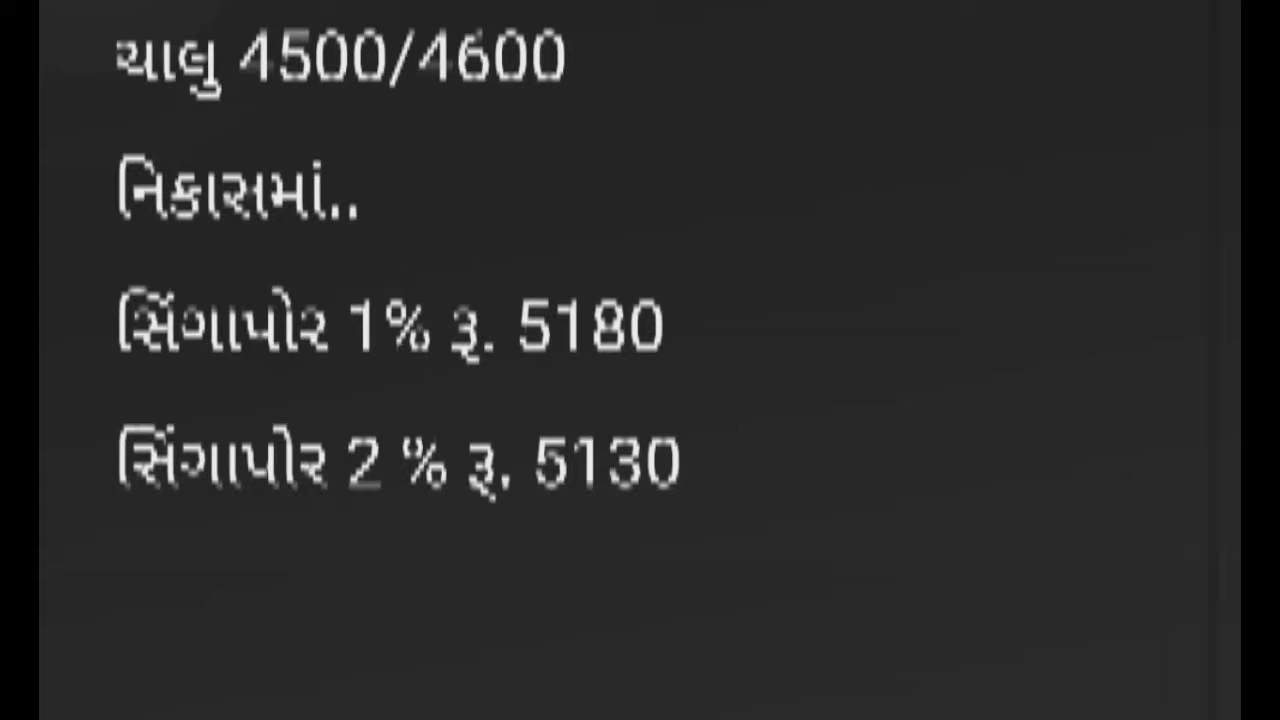 ચાલુ 4500/4600
નિકાસમાં..
સિંગાપોર 1% રૂ. 5180
સિંગાપોર 2 % રૂ. 5130